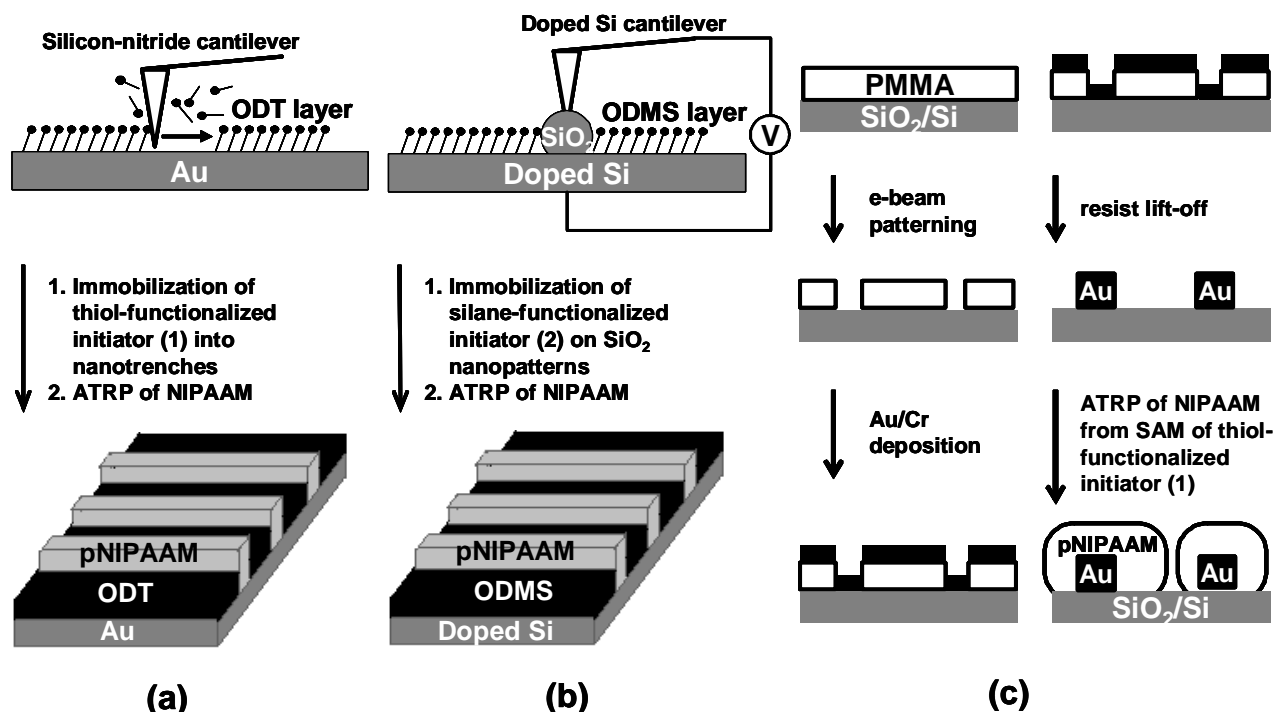 Silicon-nitride cantilever
ODT layer
Au
1. Immobilization of
thiol-functionalized
initiator (1) into
nanotrenches
2. ATRP of NIPAAM
pNIPAAM
ODT
Au
(a)
Doped Si cantilever
ODMS layer
SiO2
V
Doped Si
1. Immobilization of
silane-functionalized
initiator (2) on SiO2
nanopatterns
2. ATRP of NIPAAM
pNIPAAM
ODMS
Doped Si
(b)
PMMA
SiO2/Si
e-beam
patterning
Au/Cr
deposition
resist lift-off
Au Au
ATRP of NIPAAM
from SAM of thiol-
functionalized
initiator (1)
pNIPAAM
Au Au
SiO2/Si
(c)